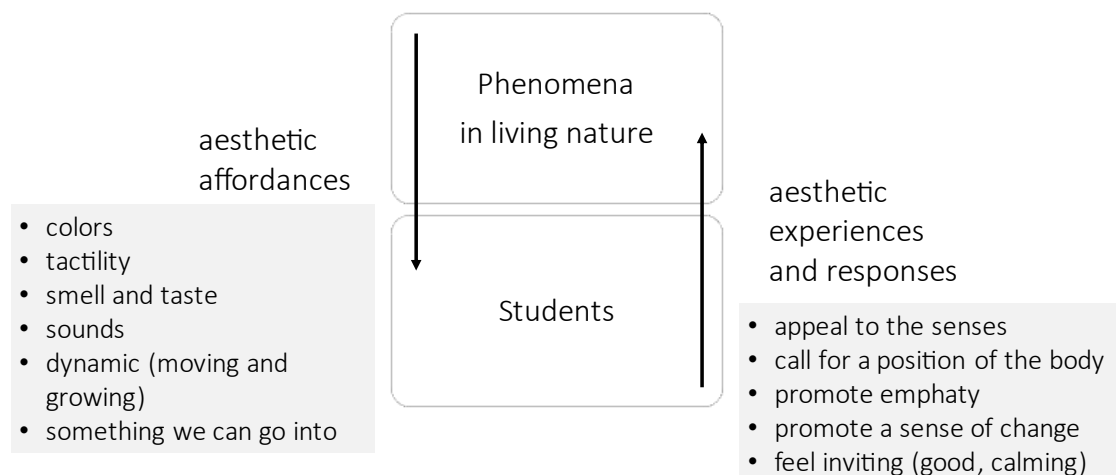 Phenomena
in living nature
aesthetic
affordances
• colors
• tactility
• smell and taste
• sounds
• dynamic (moving and
growing)
• something we can go into
Students
aesthetic
experiences
and responses
• appeal to the senses
• call for a position of the body
• promote emphaty
• promote a sense of change
• feel inviting (good, calming)